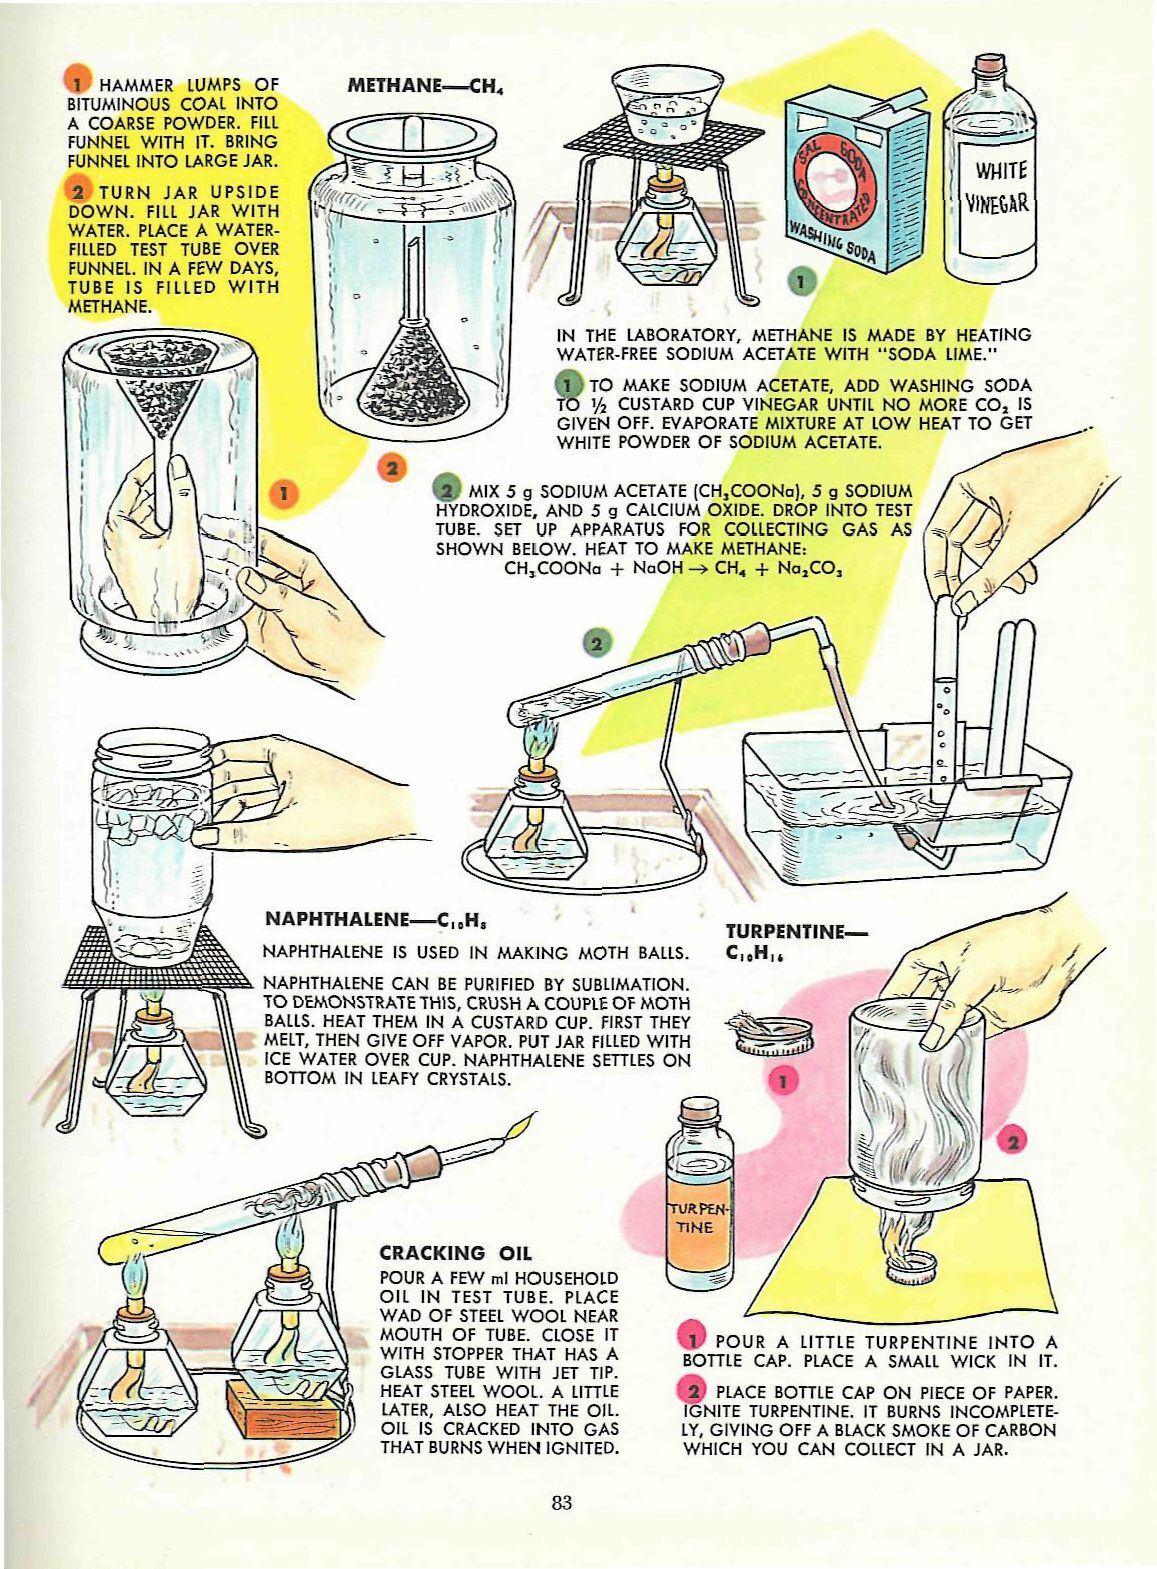 METHANE—CH₄
1 HAMMER LUMPS OF
BITUMINOUS COAL INTO
A COARSE POWDER. FILL
FUNNEL WITH IT. BRING
FUNNEL INTO LARGE JAR.
2 TURN JAR UPSIDE
DOWN. FILL JAR WITH
WATER. PLACE A WATER-
FILLED TEST TUBE OVER
FUNNEL. IN A FEW DAYS,
TUBE IS FILLED WITH
METHANE.
1
2
SAL SODA
CONCENTRATED
WASHING SODA
WHITE
VINEGAR
1
IN THE LABORATORY, METHANE IS MADE BY HEATING
WATER-FREE SODIUM ACETATE WITH "SODA LIME."
1 TO MAKE SODIUM ACETATE, ADD WASHING SODA
TO ½ CUSTARD CUP VINEGAR UNTIL NO MORE CO₂ IS
GIVEN OFF. EVAPORATE MIXTURE AT LOW HEAT TO GET
WHITE POWDER OF SODIUM ACETATE.
2 MIX 5 g SODIUM ACETATE (CH₃COONa), 5 g SODIUM
HYDROXIDE, AND 5 g CALCIUM OXIDE. DROP INTO TEST
TUBE. SET UP APPARATUS FOR COLLECTING GAS AS
SHOWN BELOW. HEAT TO MAKE METHANE:
CH₃COONa + NaOH → CH₄ + Na₂CO₃
2
NAPHTHALENE—C₁₀H₈
NAPHTHALENE IS USED IN MAKING MOTH BALLS.
NAPHTHALENE CAN BE PURIFIED BY SUBLIMATION.
TO DEMONSTRATE THIS, CRUSH A COUPLE OF MOTH
BALLS. HEAT THEM IN A CUSTARD CUP. FIRST THEY
MELT, THEN GIVE OFF VAPOR. PUT JAR FILLED WITH
ICE WATER OVER CUP. NAPHTHALENE SETTLES ON
BOTTOM IN LEAFY CRYSTALS.
TURPENTINE—
C₁₀H₁₆
1
2
TURPEN-
TINE
CRACKING OIL
POUR A FEW ml HOUSEHOLD
OIL IN TEST TUBE. PLACE
WAD OF STEEL WOOL NEAR
MOUTH OF TUBE. CLOSE IT
WITH STOPPER THAT HAS A
GLASS TUBE WITH JET TIP.
HEAT STEEL WOOL. A LITTLE
LATER, ALSO HEAT THE OIL.
OIL IS CRACKED INTO GAS
THAT BURNS WHEN IGNITED.
1 POUR A LITTLE TURPENTINE INTO A
BOTTLE CAP. PLACE A SMALL WICK IN IT.
2 PLACE BOTTLE CAP ON PIECE OF PAPER.
IGNITE TURPENTINE. IT BURNS INCOMPLETE-
LY, GIVING OFF A BLACK SMOKE OF CARBON
WHICH YOU CAN COLLECT IN A JAR.
83